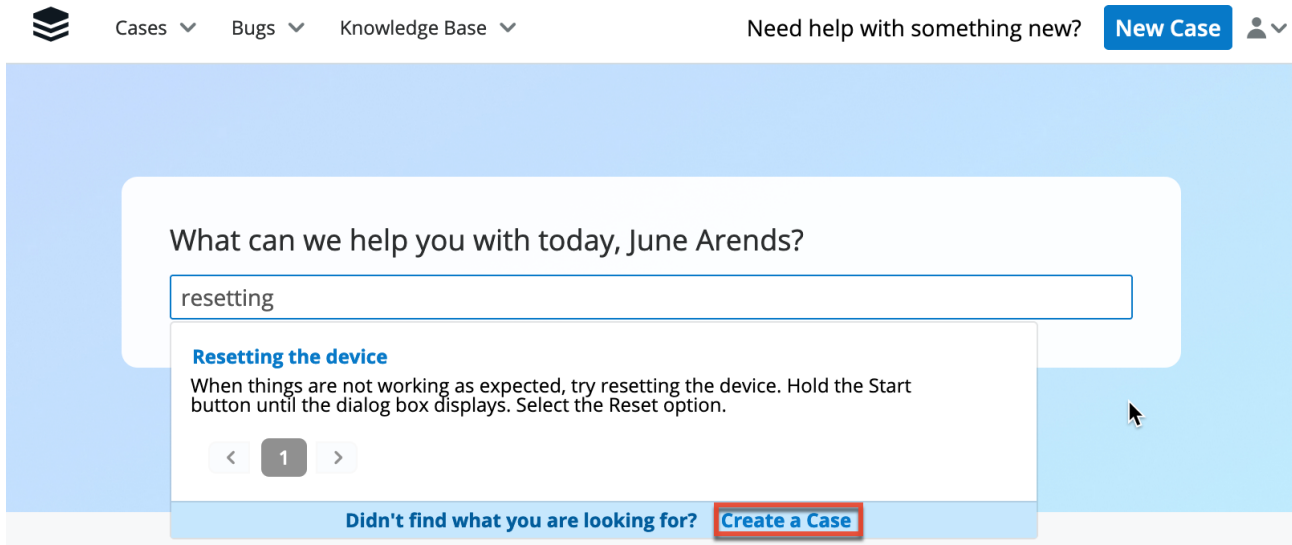 Cases Bugs Knowledge Base Need help with something new? New Case
What can we help you with today, June Arends?
resetting
Resetting the device
When things are not working as expected, try resetting the device. Hold the Start
button until the dialog box displays. Select the Reset option.
1
Didn't find what you are looking for? Create a Case